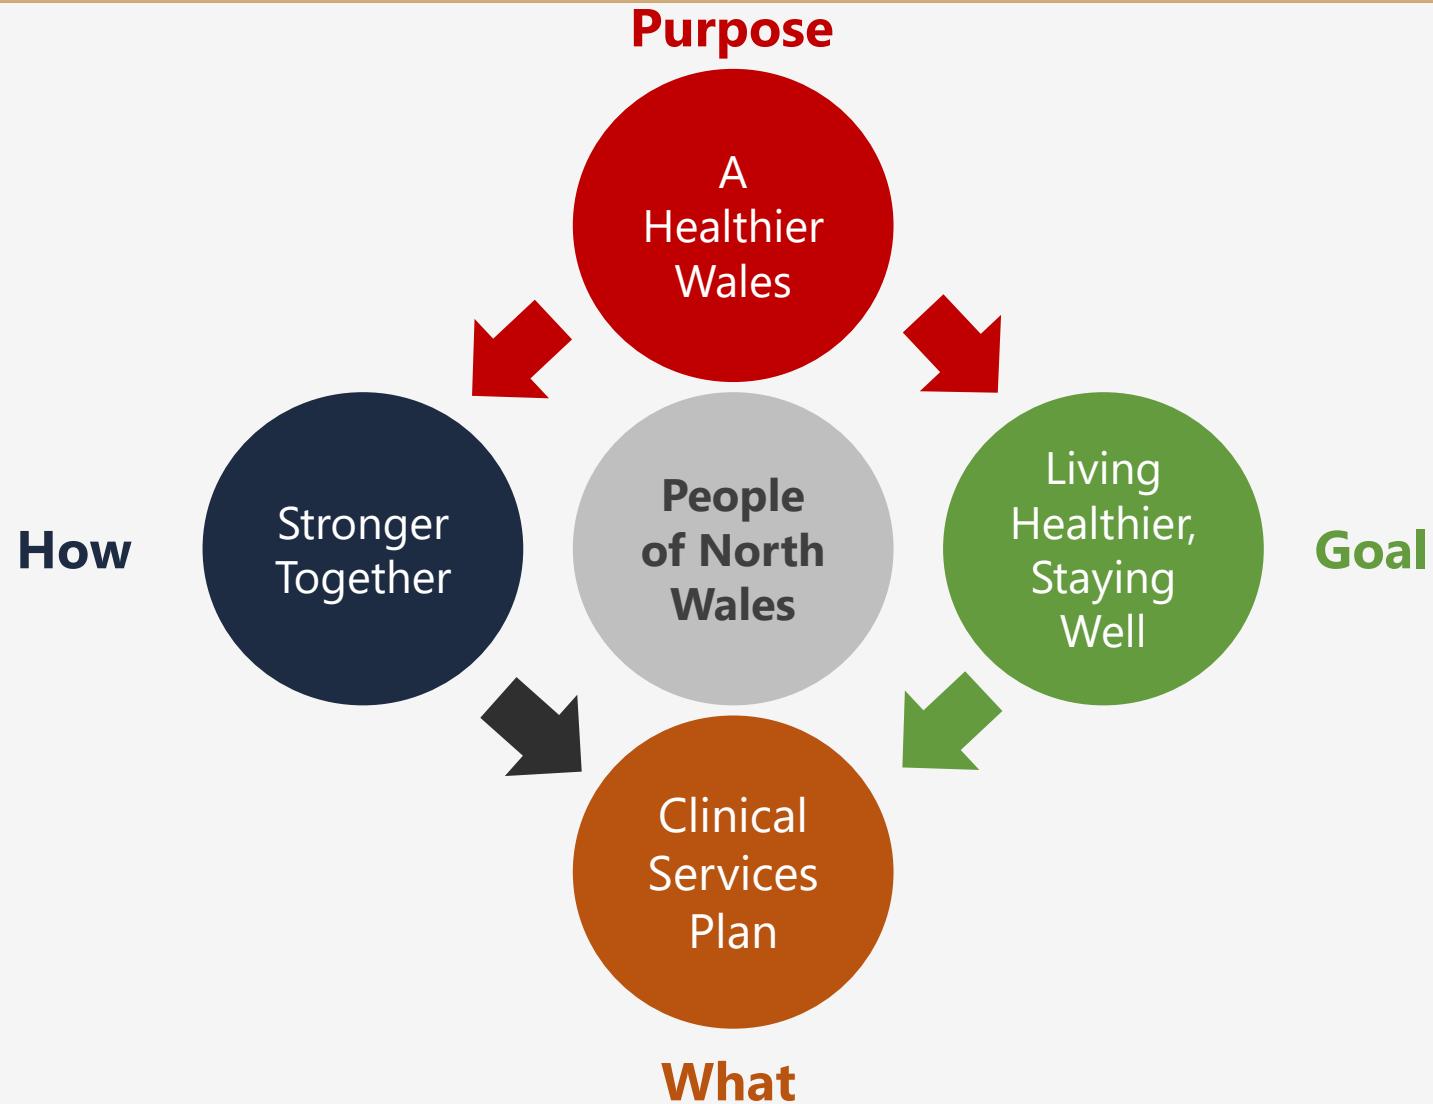 Purpose
A
Healthier
Wales
How
Stronger
Together
People
of North
Wales
Living
Healthier,
Staying
Well
Goal
Clinical
Services
Plan
What